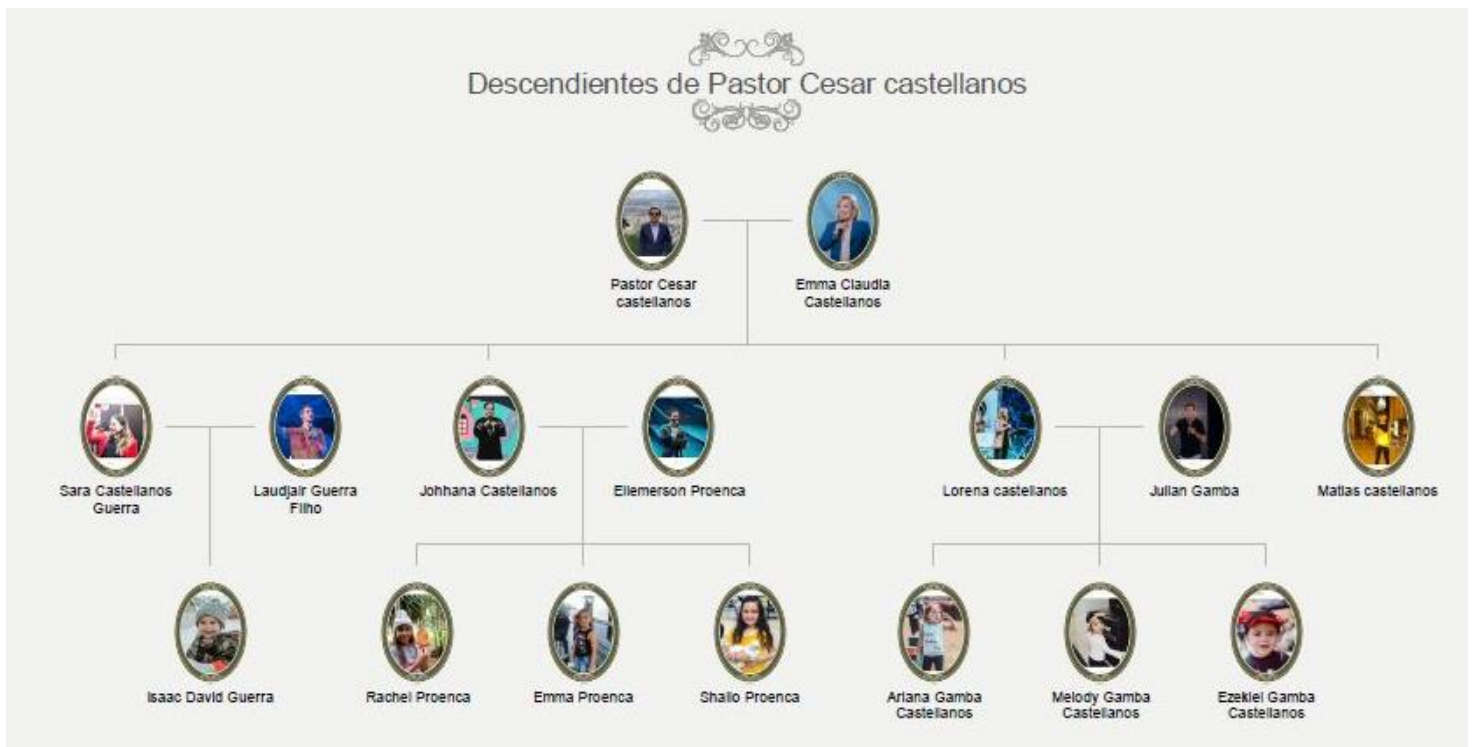 Descendientes de Pastor Cesar castellanos
Pastor Cesar
castellanos
Emma Claudia
Castellanos
Sara Castellanos
Guerra
Laudjair Guerra
Filho
Johhana Castellanos
Eliemerson Proenca
Lorena castellanos
Julian Gamba
Matias castellanos
Isaac David Guerra
Rachel Proenca
Emma Proenca
Shallo Proenca
Ariana Gamba
Castellanos
Melody Gamba
Castellanos
Ezekiel Gamba
Castellanos